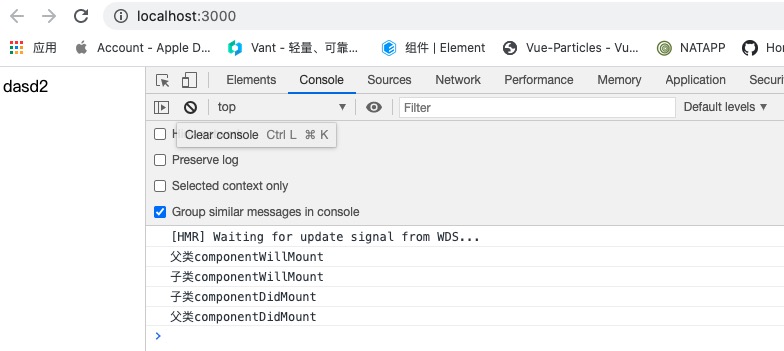 localhost:3000
应用 Account - Apple D... Vant - 轻量、可靠... 组件 | Element Vue-Particles - Vu... NATAPP Hon
dasd2
Elements Console Sources Network Performance Memory Application Securi
top Filter Default levels
Clear console Ctrl L ⌘ K
Preserve log
Selected context only
Group similar messages in console
[HMR] Waiting for update signal from WDS...
父类componentWillMount
子类componentWillMount
子类componentDidMount
父类componentDidMount